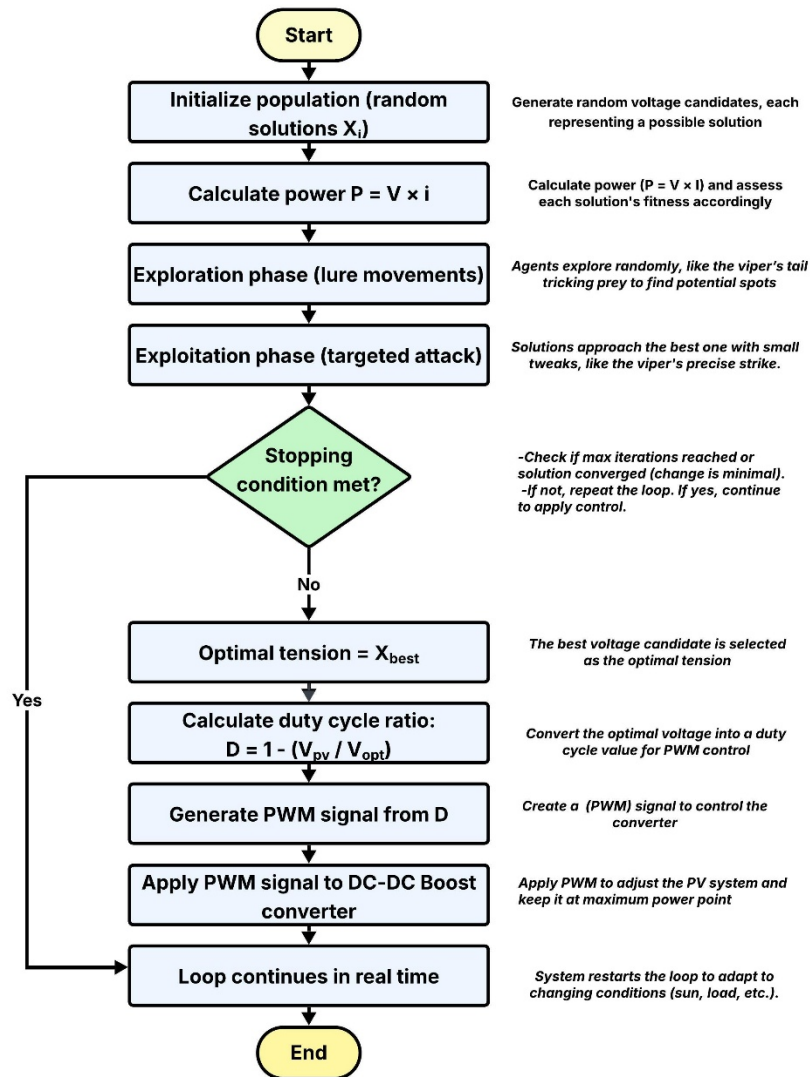 Start
Initialize population (random
solutions Xᵢ)
Generate random voltage candidates, each
representing a possible solution
Calculate power P = V × i
Calculate power (P = V × I) and assess
each solution's fitness accordingly
Exploration phase (lure movements)
Agents explore randomly, like the viper’s tail
tricking prey to find potential spots
Exploitation phase (targeted attack)
Solutions approach the best one with small
tweaks, like the viper's precise strike.
Stopping
condition met?
-Check if max iterations reached or
solution converged (change is minimal).
-If not, repeat the loop. If yes, continue
to apply control.
No
Yes
Optimal tension = X_best
The best voltage candidate is selected
as the optimal tension
Calculate duty cycle ratio:
D = 1 - (V_pv / V_opt)
Convert the optimal voltage into a duty
cycle value for PWM control
Generate PWM signal from D
Create a (PWM) signal to control the
converter
Apply PWM signal to DC-DC Boost
converter
Apply PWM to adjust the PV system and
keep it at maximum power point
Loop continues in real time
System restarts the loop to adapt to
changing conditions (sun, load, etc.).
End